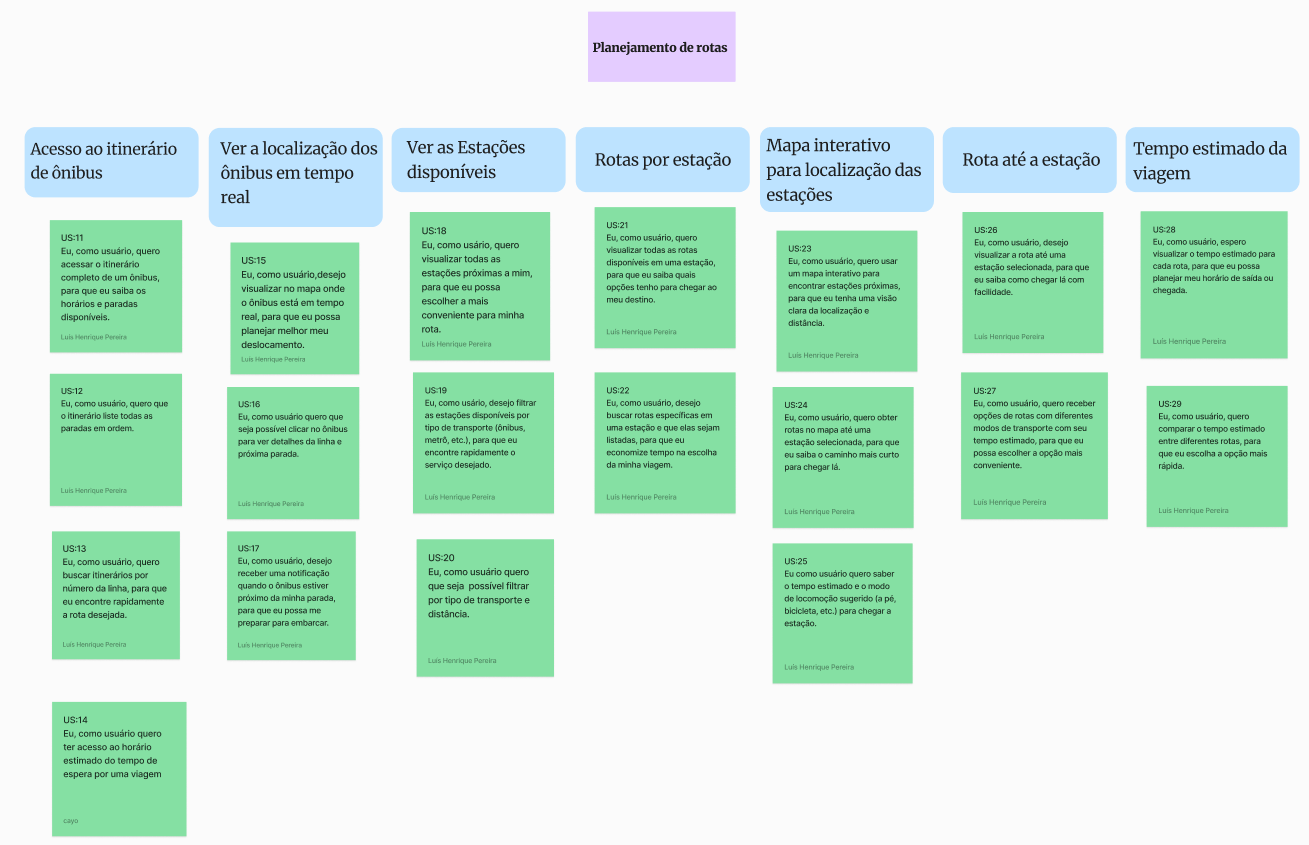 Planejamento de rotas
Acesso ao itinerário
de ônibus
US:11
Eu, como usuário, quero
acessar o itinerário
completo de um ônibus,
para que eu saiba os
horários e paradas
disponíveis.
Luis Henrique Pereira
US:12
Eu, como usuário, quero que
o itinerário liste todas as
paradas em ordem.
Luis Henrique Pereira
US:13
Eu, como usuário, quero
buscar itinerários por
número da linha, para que
eu encontre rapidamente
a rota desejada.
Luis Henrique Pereira
US:14
Eu, como usuário quero
ter acesso ao horário
estimado do tempo de
espera por uma viagem
cayo
Ver a localização dos
ônibus em tempo
real
US:15
Eu, como usuário,desejo
visualizar no mapa onde
o ônibus está em tempo
real, para que eu possa
planejar melhor meu
deslocamento.
Luis Henrique Pereira
US:16
Eu, como usuário quero que
seja possível clicar no ônibus
para ver detalhes da linha e
próxima parada.
Luis Henrique Pereira
US:17
Eu, como usuário, desejo
receber uma notificação
quando o ônibus estiver
próximo da minha parada,
para que eu possa me
preparar para embarcar.
Luis Henrique Pereira
Ver as Estações
disponíveis
US:18
Eu, como usário, quero
visualizar todas as
estações próximas a mim,
para que eu possa
escolher a mais
conveniente para minha
rota.
Luis Henrique Pereira
US:19
Eu, como usuário, desejo filtrar
as estações disponíveis por
tipo de transporte (ônibus,
metrô, etc.), para que eu
encontre rapidamente o
serviço desejado.
Luis Henrique Pereira
US:20
Eu, como usuário quero
que seja  possível filtrar
por tipo de transporte e
distância.
Luis Henrique Pereira
Rotas por estação
US:21
Eu, como usuário, quero
visualizar todas as rotas
disponíveis em uma estação,
para que eu saiba quais
opções tenho para chegar ao
meu destino.
Luis Henrique Pereira
US:22
Eu, como usuário, desejo
buscar rotas específicas em
uma estação e que elas sejam
listadas, para que eu
economize tempo na escolha
da minha viagem.
Luis Henrique Pereira
Mapa interativo
para localização das
estações
US:23
Eu, como usuário, quero usar
um mapa interativo para
encontrar estações próximas,
para que eu tenha uma visão
clara da localização e
distância.
Luis Henrique Pereira
US:24
Eu, como usuário, quero obter
rotas no mapa até uma
estação selecionada, para que
eu saiba o caminho mais curto
para chegar lá.
Luis Henrique Pereira
US:25
Eu como usuário quero saber
o tempo estimado e o modo
de locomoção sugerido (a pé,
bicicleta, etc.) para chegar a
estação.
Luis Henrique Pereira
Rota até a estação
US:26
Eu, como usuário, desejo
visualizar a rota até uma
estação selecionada, para que
eu saiba como chegar lá com
facilidade.
Luis Henrique Pereira
US:27
Eu, como usuário, quero receber
opções de rotas com diferentes
modos de transporte com seu
tempo estimado, para que eu
possa escolher a opção mais
conveniente.
Luis Henrique Pereira
Tempo estimado da
viagem
US:28
Eu, como usuário, espero
visualizar o tempo estimado para
cada rota, para que eu possa
planejar meu horário de saída ou
chegada.
Luis Henrique Pereira
US:29
Eu, como usuário, quero
comparar o tempo estimado
entre diferentes rotas, para
que eu escolha a opção mais
rápida.
Luis Henrique Pereira